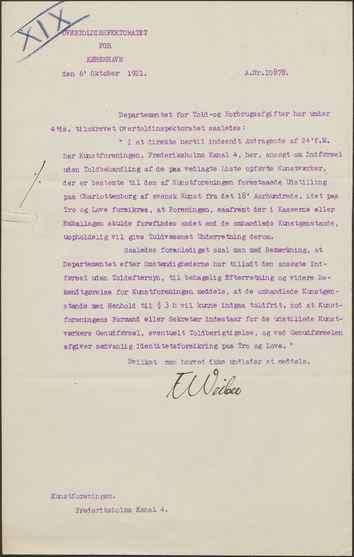 XIX
OVERTOLDINSPEKTORATET
FOR
KØBENHAVN
den 6' Oktober 1921.
A.Nr.10878.
Departementet for Told-og Forbrugsafgifter har under
4'ds. tilskrevet Overtoldinspektoratet saaledes:
" I et direkte hertil indsendt Andragende af 24'f.M.
har Kunstforeningen, Frederiksholms Kanal 4, her, ansøgt om Indførsel
uden Toldbehandling af de paa vedlagte Liste opførte Kunstværker,
der er bestemte til den af Kunstforeningen forestaaende Udstilling
paa Charlottenborg af svensk Kunst fra det 18' Aarhundrede, idet paa
Tro og Love forsikres, at Foreningen, saafremt der i Kasserne eller
Emballagen skulde forefindes andet end de omhandlede Kunstgenstande,
uopholdelig vil give Toldvæsenet Underretning derom.
Saaledes foranlediget skal man med Bemærkning, at
Departementet efter Omstændighederne har tilladt den ansøgte Ind-
førsel uden Toldeftersyn, til behagelig Efterretning og videre Be-
kendtgørelse for Kunstforeningen meddele, at de omhandlede Kunstgen-
stande med Henhold til § 3 h vil kunne indgaa toldfrit, mod at Kunst-
foreningens Formand eller Sekretær indestaar for de udstillede Kunst-
værkers Genudførsel, eventuelt Toldberigtigelse, og ved Genudførselen
afgiver sædvanlig Identitetsforsikring paa Tro og Love. "
Hvilket man herved ikke undlader at meddele.
Kunstforeningen.
Frederiksholms Kanal 4.